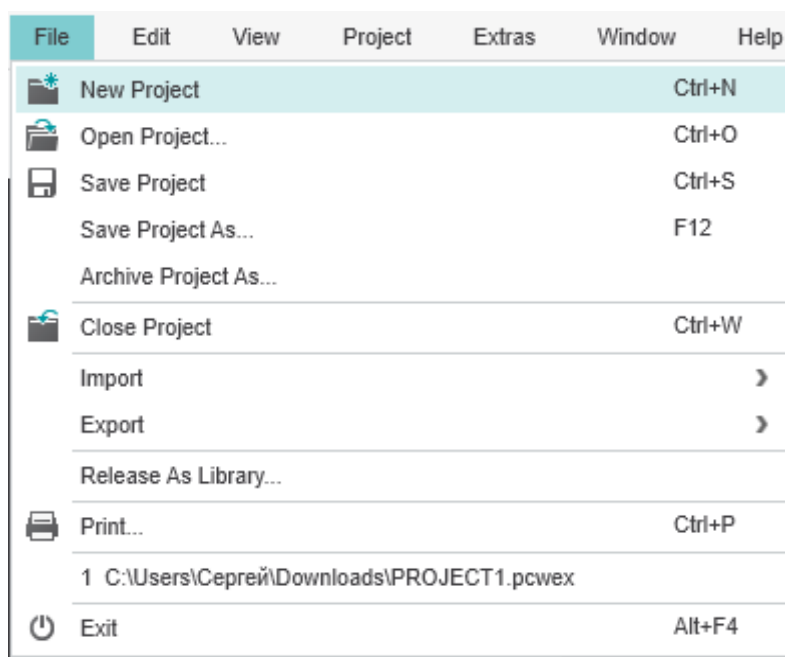 File Edit View Project Extras Window Help
New Project Ctrl+N
Open Project... Ctrl+O
Save Project Ctrl+S
Save Project As... F12
Archive Project As...
Close Project Ctrl+W
Import
Export
Release As Library...
Print... Ctrl+P
1 C:\Users\Сергей\Downloads\PROJECT1.pcwex
Exit Alt+F4